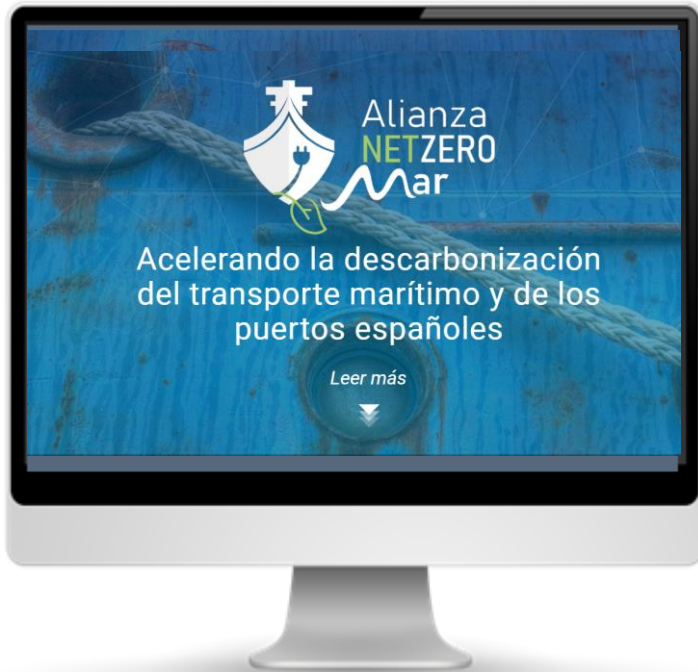 Alianza
NETZERO
Mar
Acelerando la descarbonización
del transporte marítimo y de los
puertos españoles
Leer más